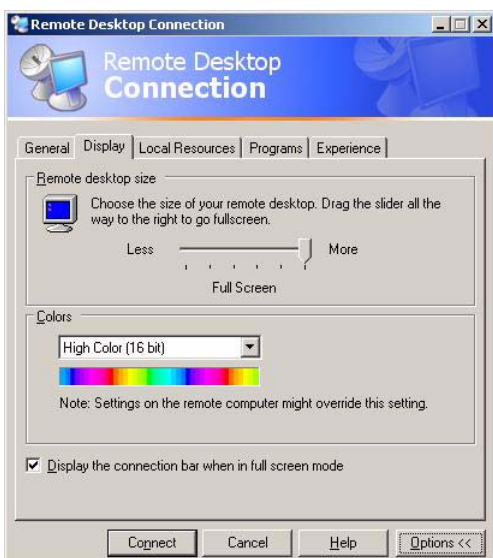 Remote Desktop Connection
Remote Desktop
Connection
General Display Local Resources Programs Experience
Remote desktop size
Choose the size of your remote desktop. Drag the slider all the
way to the right to go fullscreen.
Less More
Full Screen
Colors
High Color (16 bit)
Note: Settings on the remote computer might override this setting.
Display the connection bar when in full screen mode
Connect Cancel Help Options <<